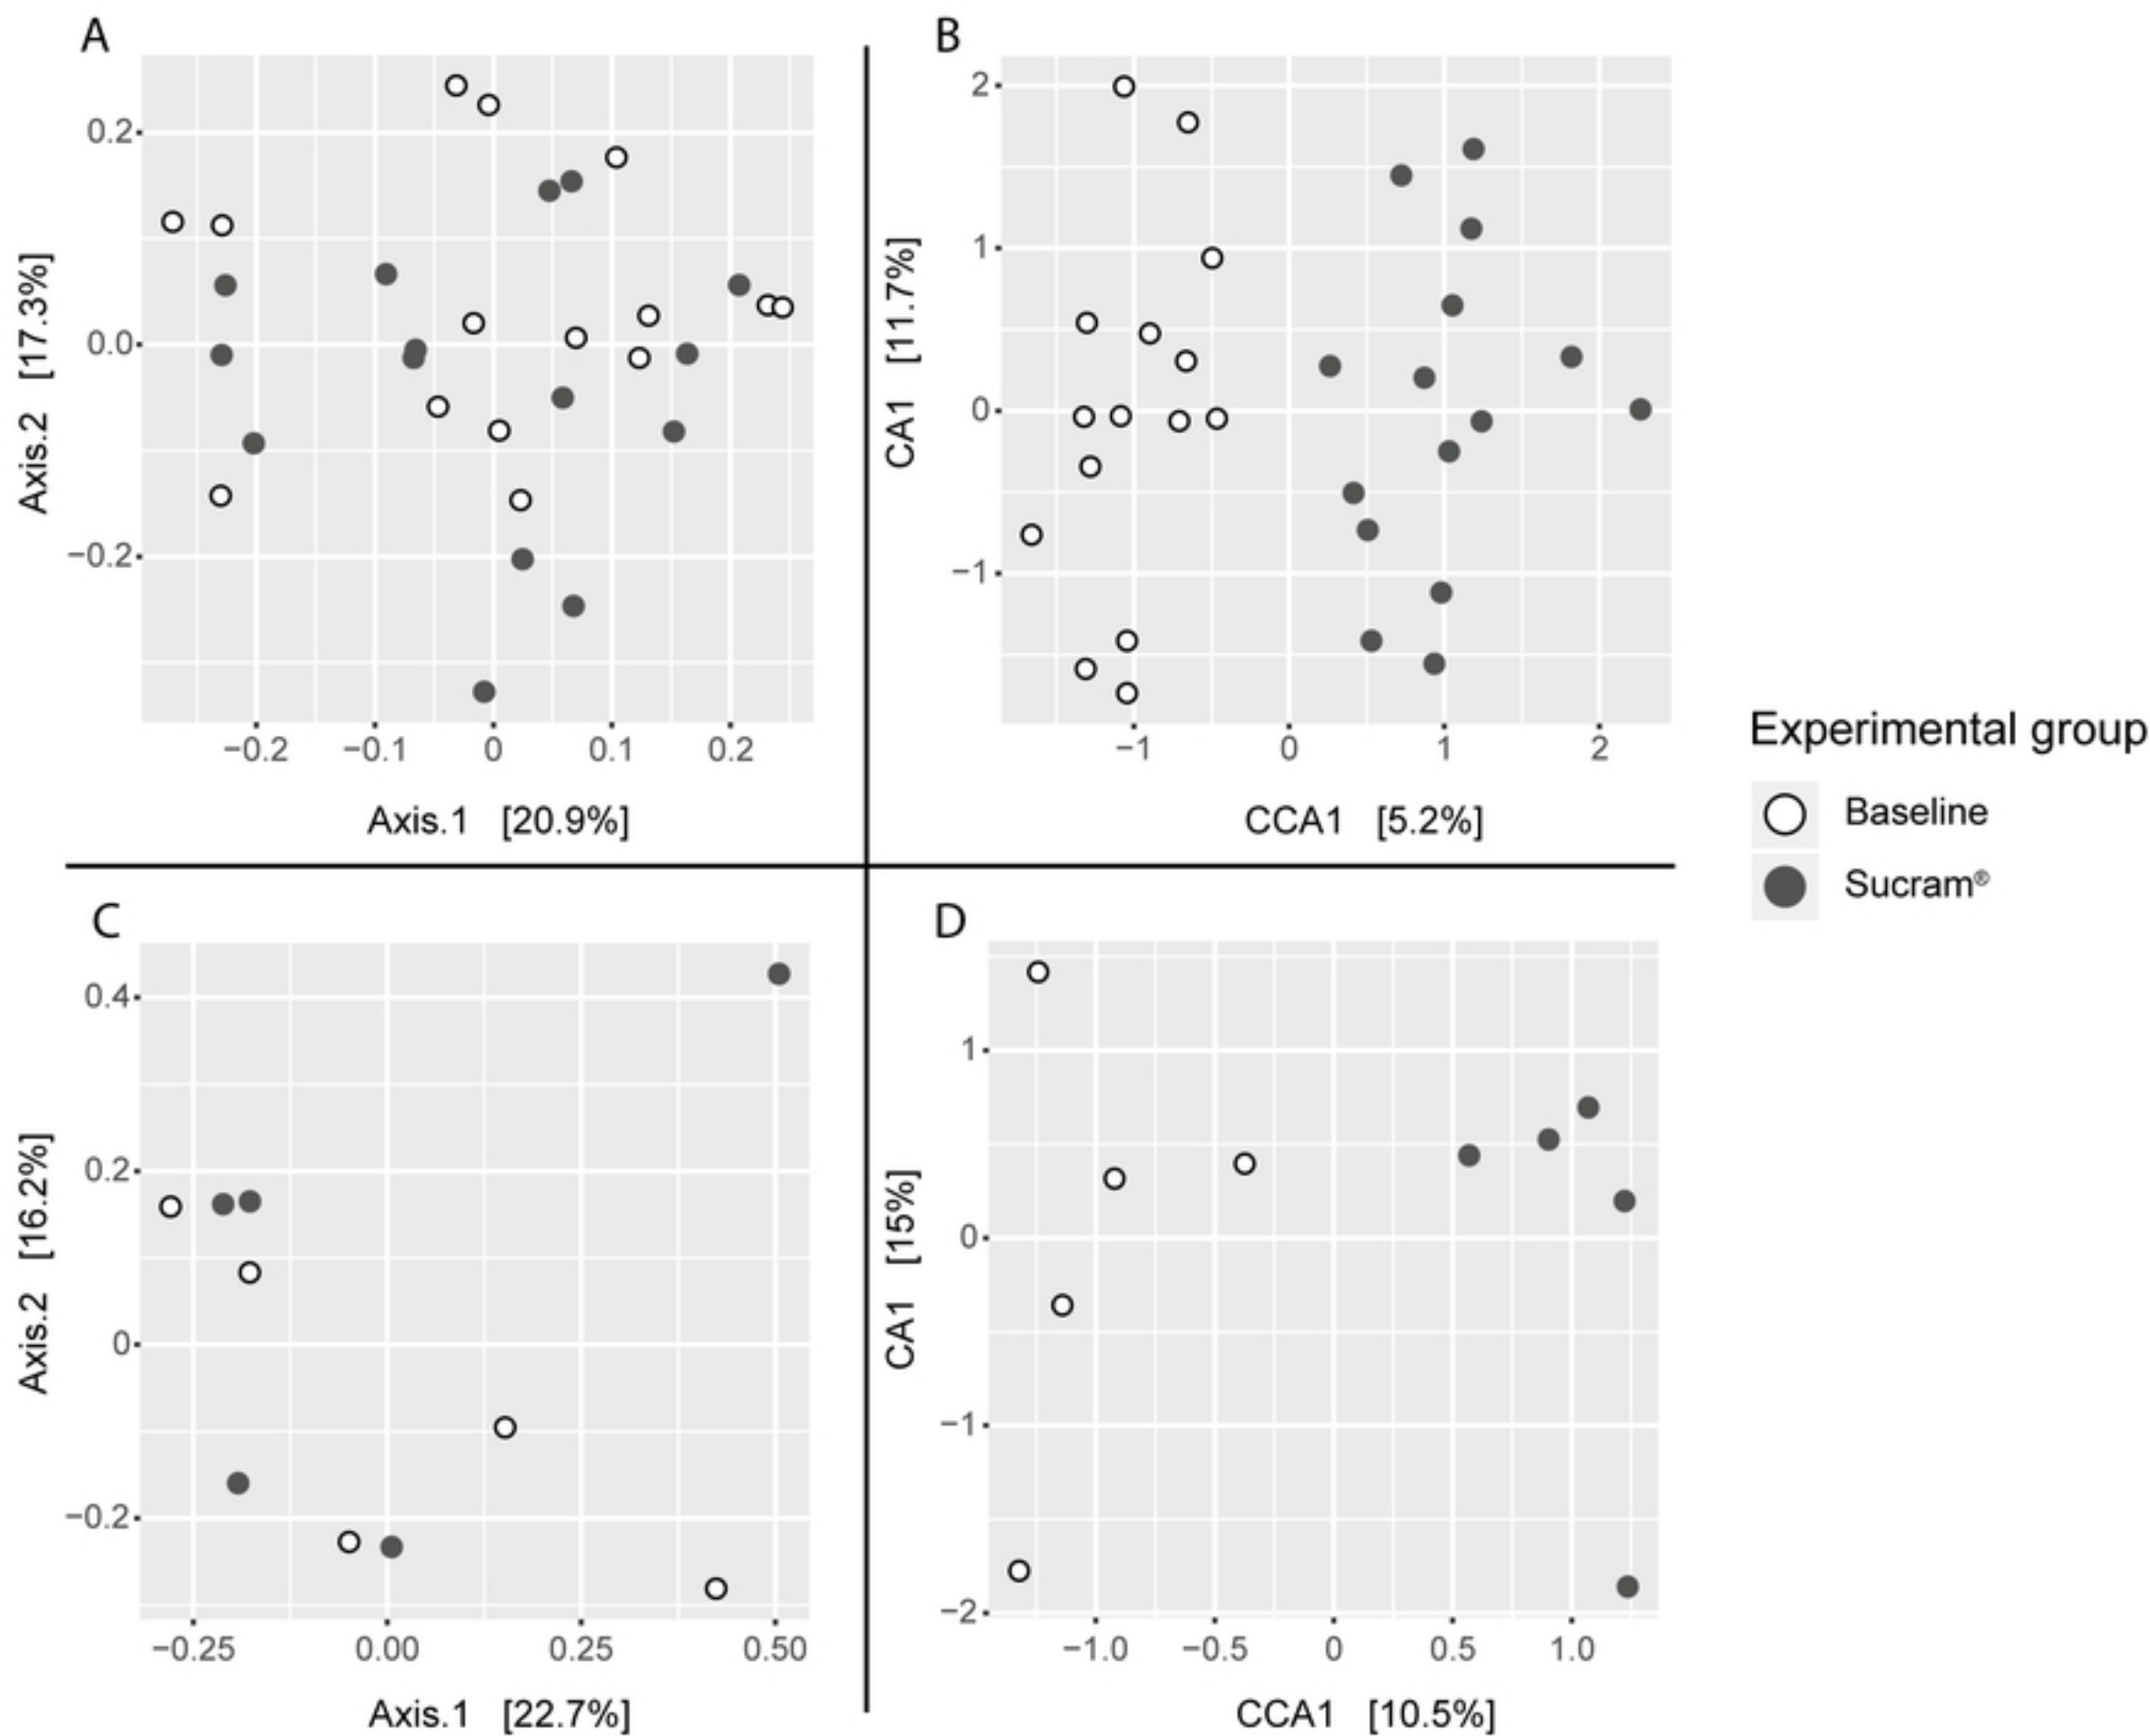 A
0.2
0.0
−0.2
Axis.2 [17.3%]
−0.2 −0.1 0 0.1 0.2
Axis.1 [20.9%]
B
2
1
0
−1
CA1 [11.7%]
−1 0 1 2
CCA1 [5.2%]
Experimental group
Baseline
Sucram®
C
0.4
0.2
0
−0.2
Axis.2 [16.2%]
−0.25 0.00 0.25 0.50
Axis.1 [22.7%]
D
1
0
−1
−2
CA1 [15%]
−1.0 −0.5 0 0.5 1.0
CCA1 [10.5%]